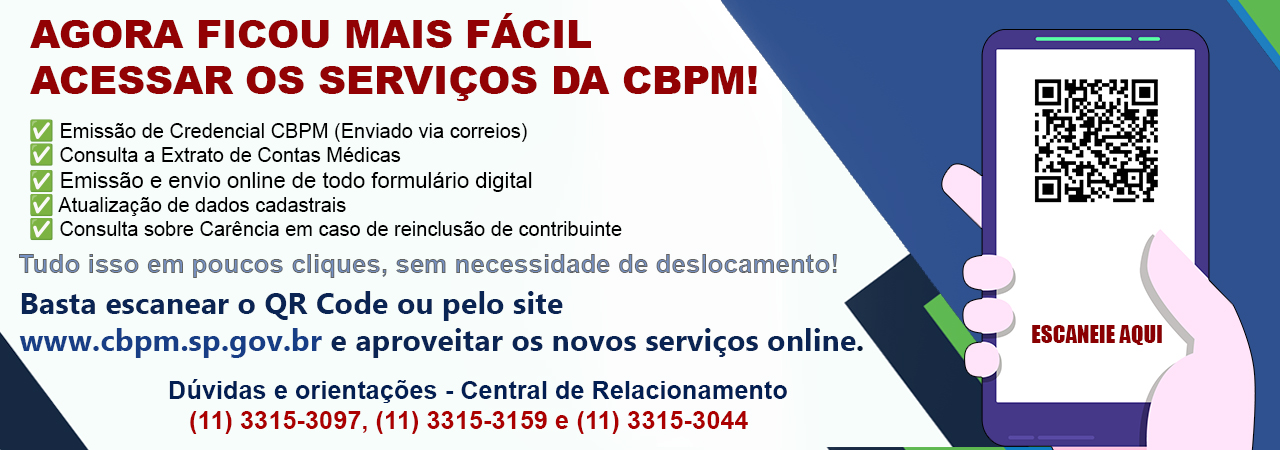 AGORA FICOU MAIS FÁCIL
ACESSAR OS SERVIÇOS DA CBPM!
✅ Emissão de Credencial CBPM (Enviado via correios)
✅ Consulta a Extrato de Contas Médicas
✅ Emissão e envio online de todo formulário digital
✅ Atualização de dados cadastrais
✅ Consulta sobre Carência em caso de reinclusão de contribuinte
Tudo isso em poucos cliques, sem necessidade de deslocamento!
Basta escanear o QR Code ou pelo site
www.cbpm.sp.gov.br e aproveitar os novos serviços online.
Dúvidas e orientações - Central de Relacionamento
(11) 3315-3097, (11) 3315-3159 e (11) 3315-3044
ESCANEIE AQUI